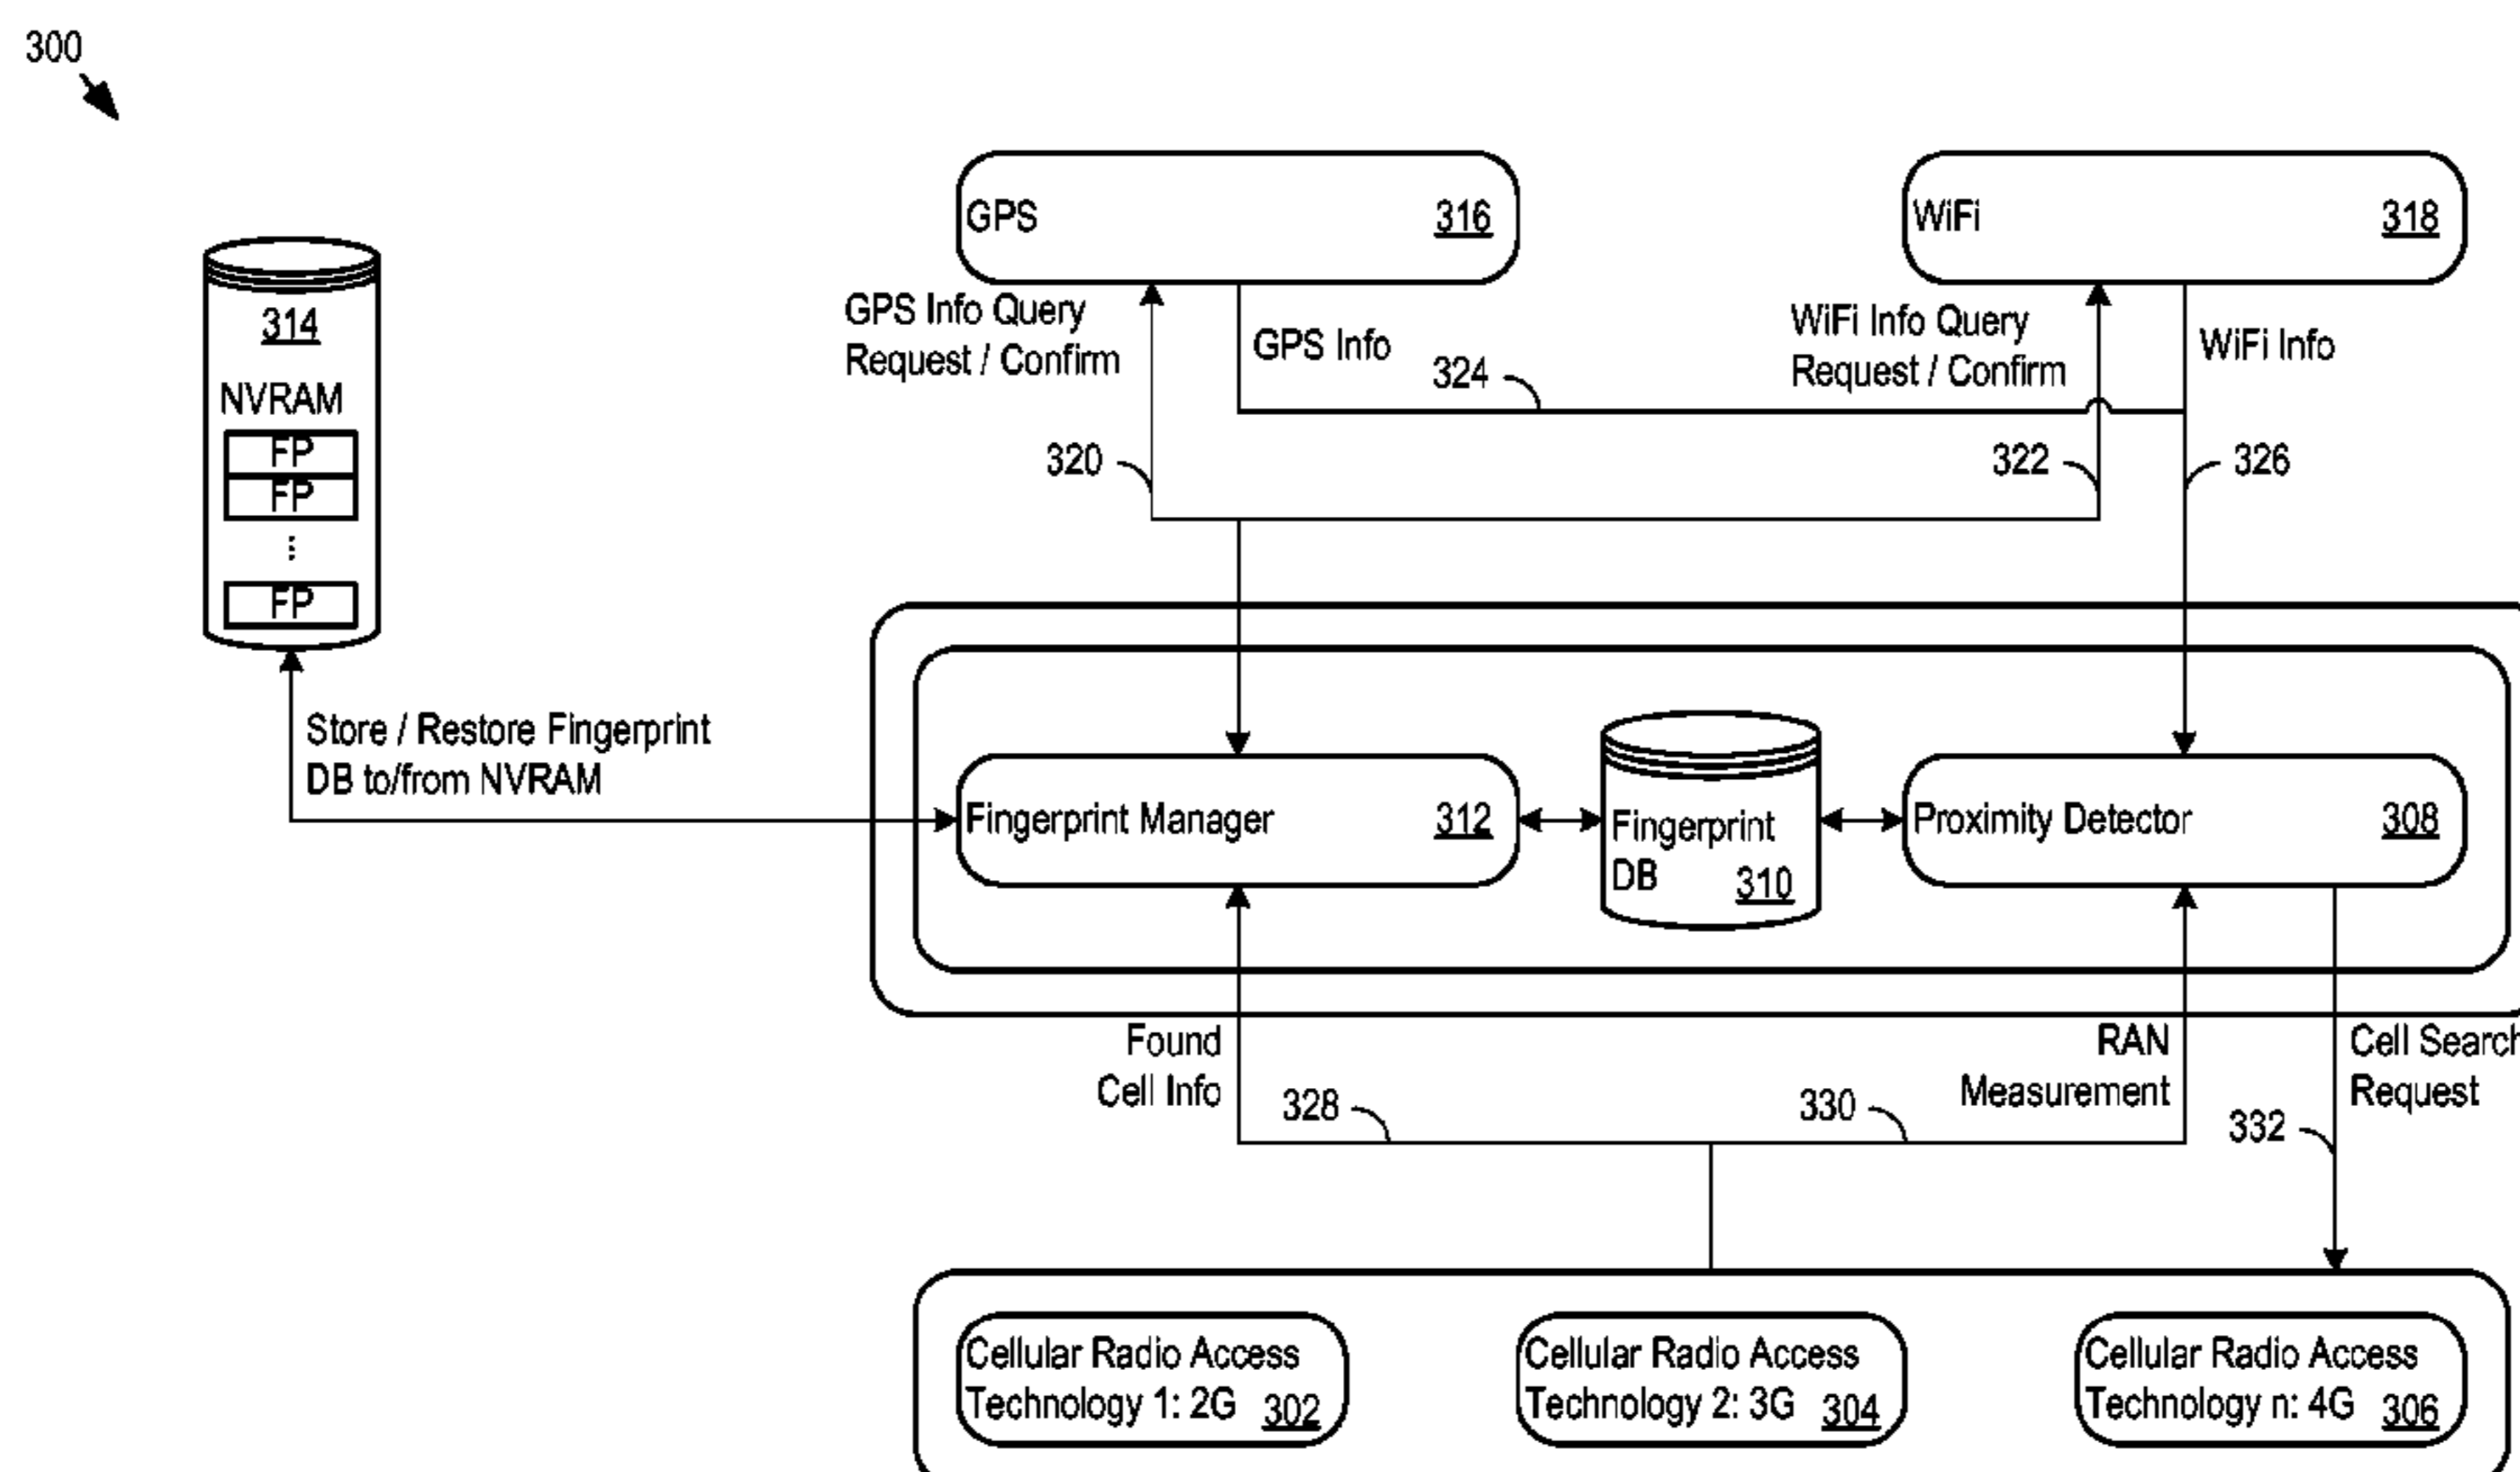 300
GPS 316
WiFi 318
314
NVRAM
FP
FP
...
FP
GPS Info Query
Request / Confirm
GPS Info
324
WiFi Info Query
Request / Confirm
WiFi Info
320
322
326
Store / Restore Fingerprint
DB to/from NVRAM
Fingerprint Manager 312
Fingerprint
DB 310
Proximity Detector 308
Found
Cell Info
328
330
RAN
Measurement
Cell Search
Request
332
Cellular Radio Access
Technology 1: 2G 302
Cellular Radio Access
Technology 2: 3G 304
Cellular Radio Access
Technology n: 4G 306